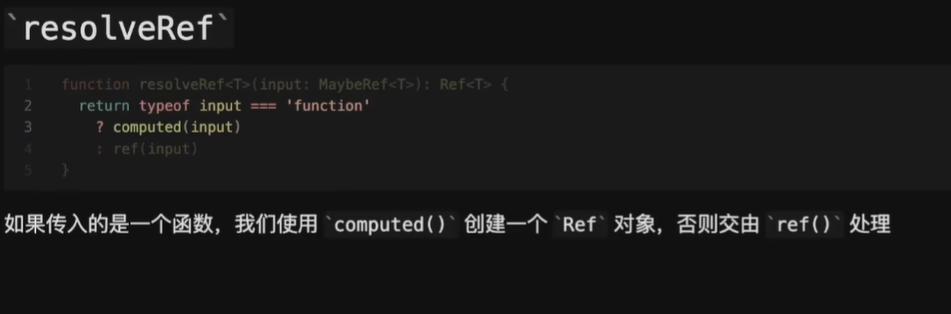 `resolveRef`
1 function resolveRef<T>(input: MaybeRef<T>): Ref<T> {
2 return typeof input === 'function'
3 ? computed(input)
4 : ref(input)
5 }
如果传入的是一个函数，我们使用 `computed()` 创建一个 `Ref` 对象，否则交由 `ref()` 处理